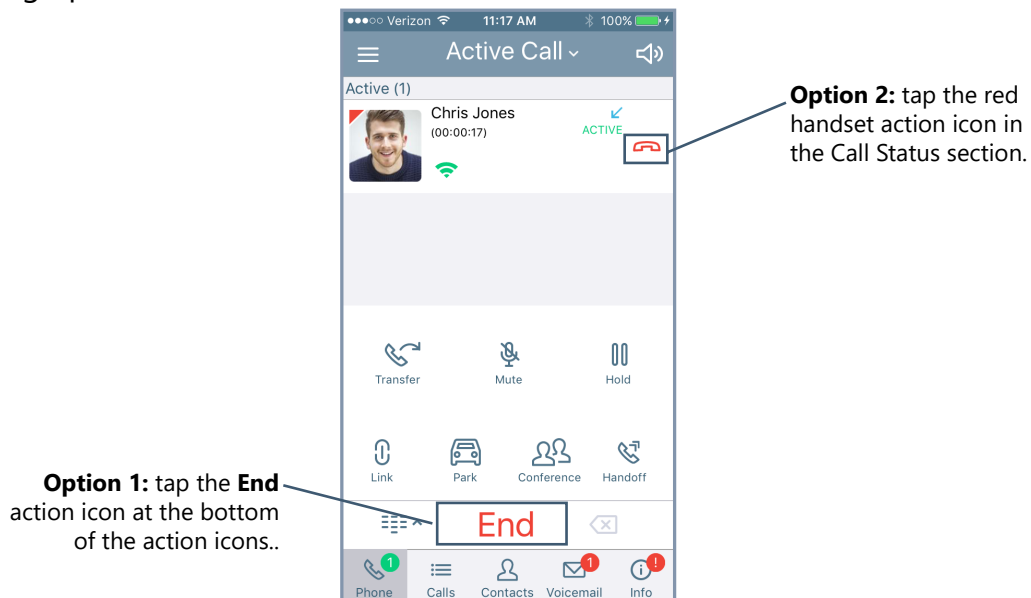 ●●●○○ Verizon 11:17 AM 100%
Active Call
Active (1)
Chris Jones
(00:00:17)
ACTIVE
Option 2: tap the red
handset action icon in
the Call Status section.
Transfer Mute Hold
Link Park Conference Handoff
Option 1: tap the End
action icon at the bottom
of the action icons..
End
1 1 !
Phone Calls Contacts Voicemail Info